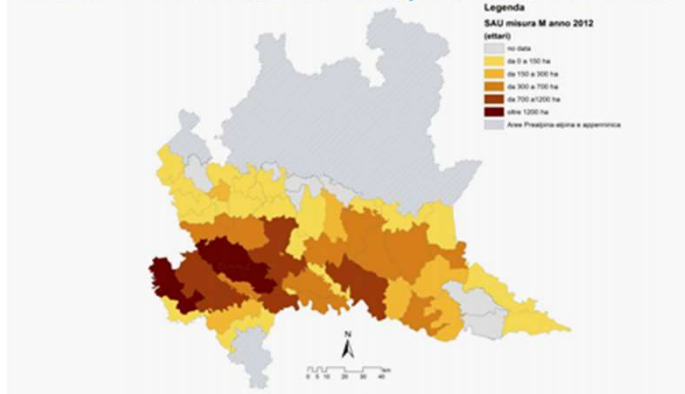 Legenda
SAU misura M anno 2012
(ettari)
no data
da 0 a 150 ha
da 150 a 300 ha
da 300 a 700 ha
da 700 a1200 ha
oltre 1200 ha
Aree Prealpina-alpina e appenninica
N
km
0 5 10 20 30 40